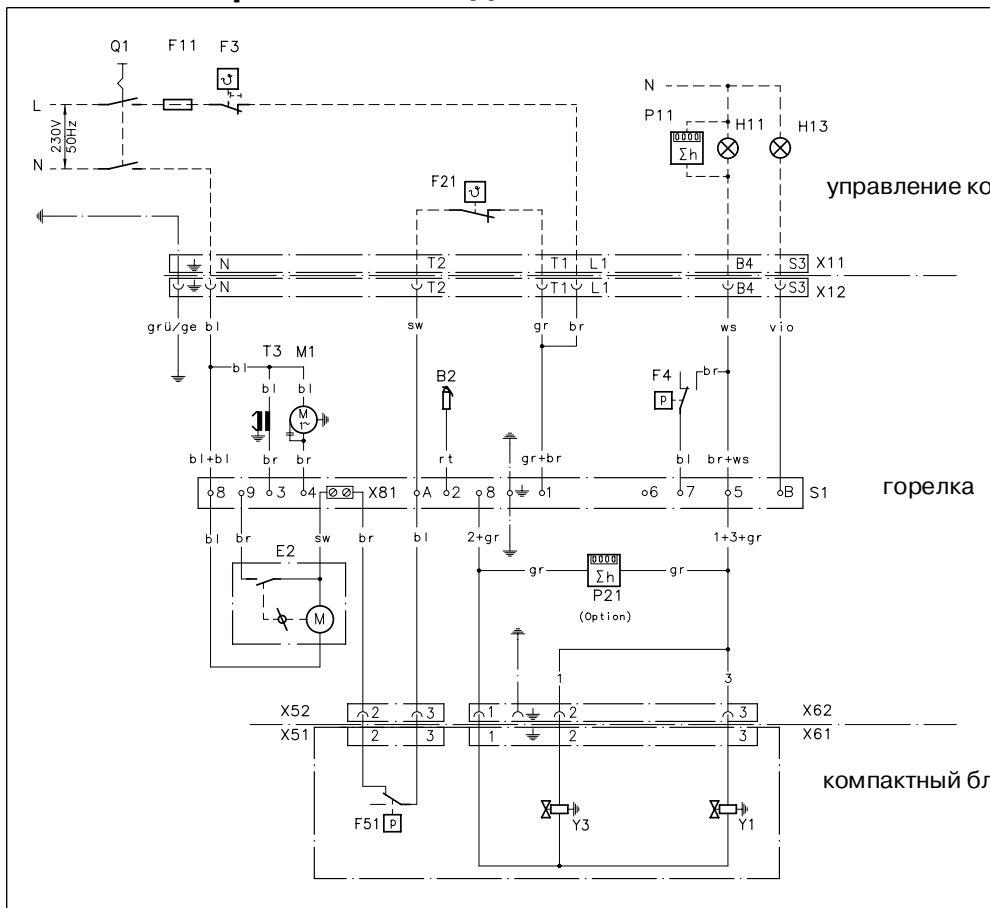 Q1 F11 F3
L
230V
50Hz
N
N
P11 H11 H13
0000
Σh
ϑ
F21 ϑ
управление ко
N T2 T1 L1 B4 S3 X11
N T2 T1 L1 B4 S3 X12
grü/ge bl sw gr br ws vio
bl T3 M1 B2 F4 br
bl bl
M
1~
p
bl+bl br br rt gr+br bl br+ws
8 9 3 4 X81 A 2 8 1 6 7 5 B S1
горелка
bl br sw br bl 2+gr 1+3+gr
E2
M
gr 0000 gr
Σh
P21
(Option)
1 3
X52 2 3 1 2 3 X62
X51 2 3 1 2 3 X61
компактный бл
F51 p Y3 Y1